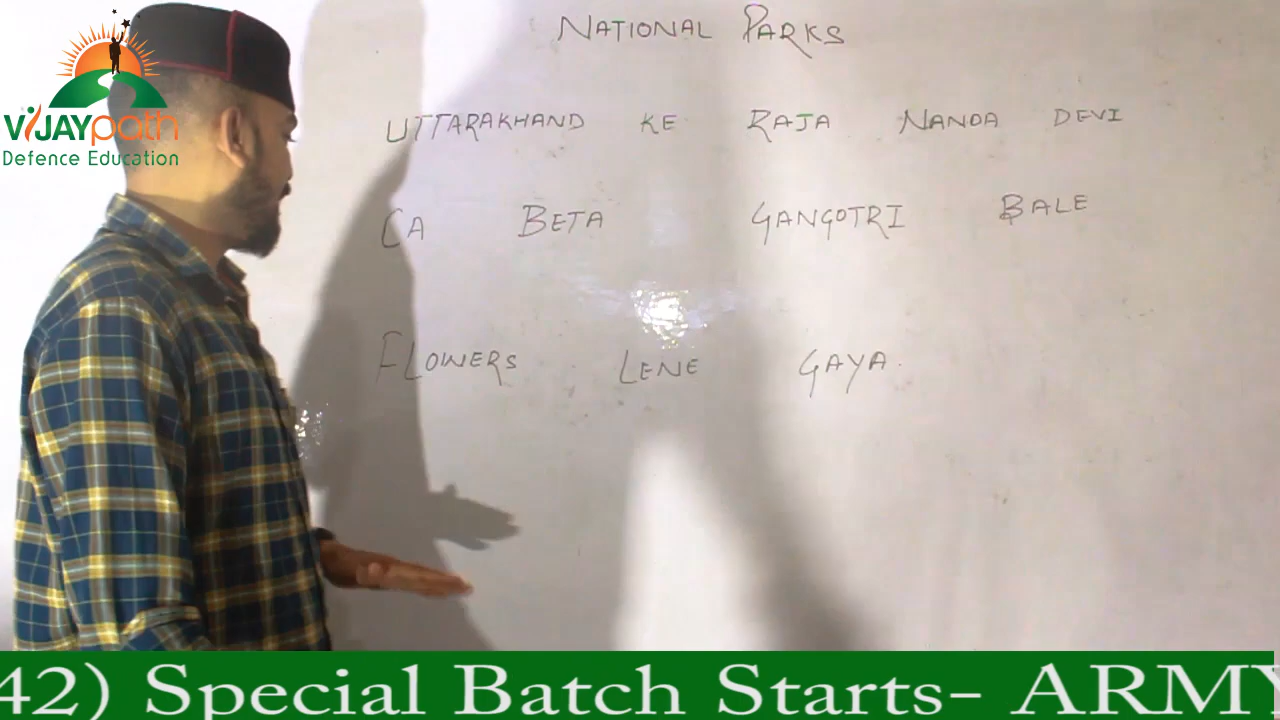 NATIONAL PARKS
VIJAYpath
Defence Education
UTTARAKHAND KE RAJA NANDA DEVI
CA BETA GANGOTRI BALE
FLOWERS LENE GAYA.
42) Special Batch Starts- ARMY